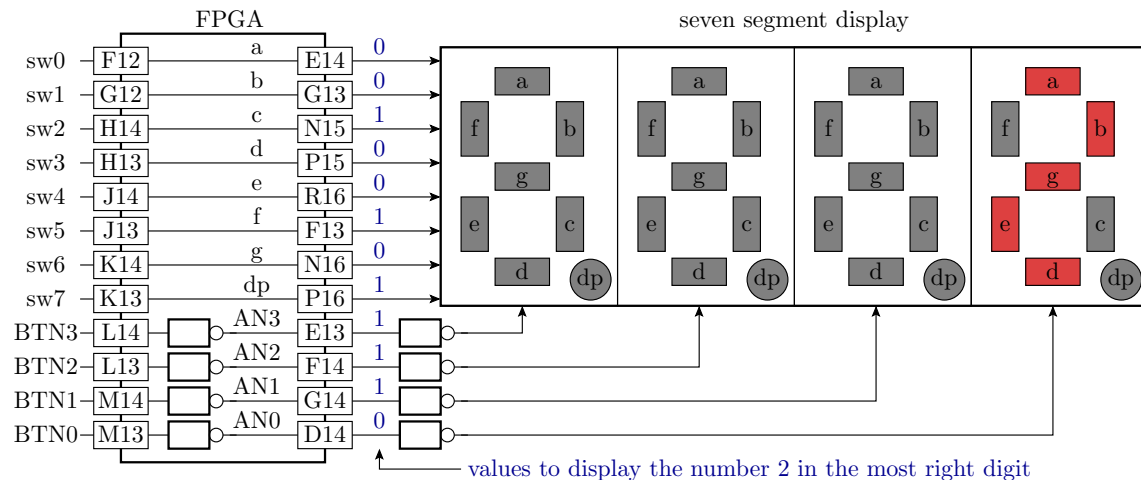 FPGA seven segment display
sw0 F12 a E14 0
sw1 G12 b G13 0
sw2 H14 c N15 1
sw3 H13 d P15 0
sw4 J14 e R16 0
sw5 J13 f F13 1
sw6 K14 g N16 0
sw7 K13 dp P16 1
BTN3 L14 AN3 E13 1
BTN2 L13 AN2 F14 1
BTN1 M14 AN1 G14 1
BTN0 M13 AN0 D14 0
a a a a
f b f b f b f b
g g g g
e c e c e c e c
d dp d dp d dp d dp
values to display the number 2 in the most right digit